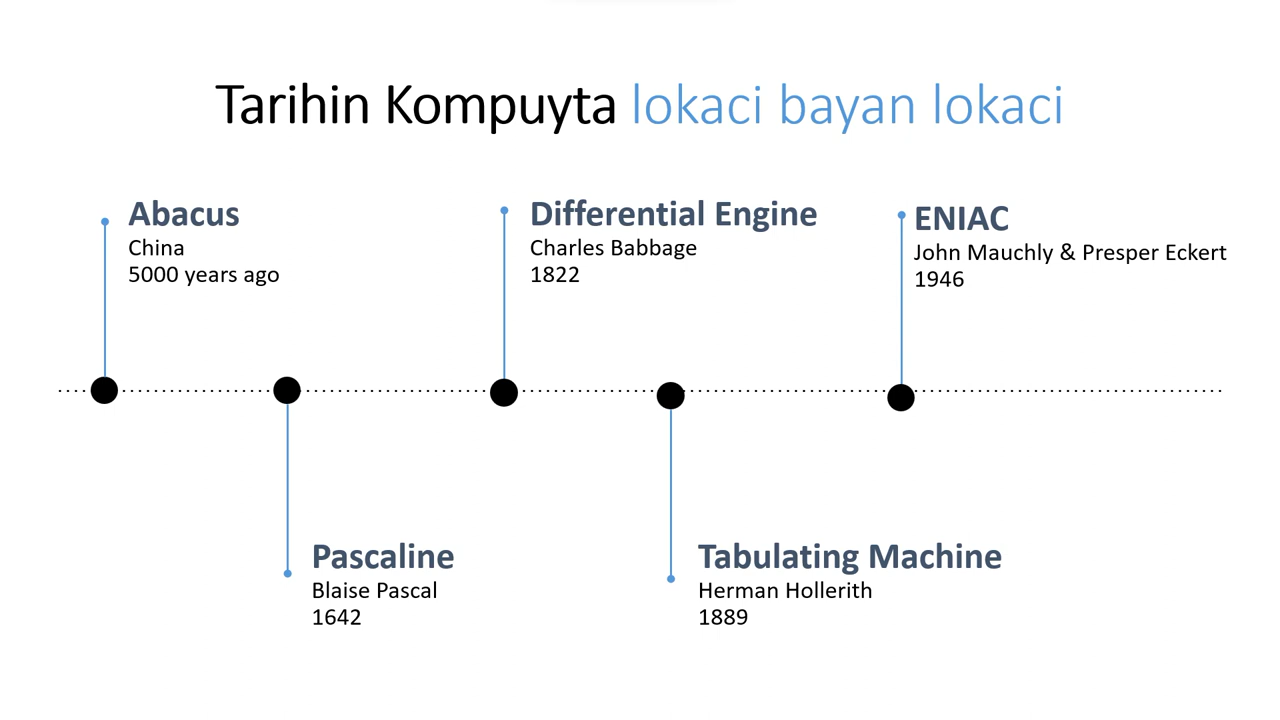 Tarihin Kompuyta lokaci bayan lokaci
Abacus
China
5000 years ago
Differential Engine
Charles Babbage
1822
ENIAC
John Mauchly & Presper Eckert
1946
Pascaline
Blaise Pascal
1642
Tabulating Machine
Herman Hollerith
1889